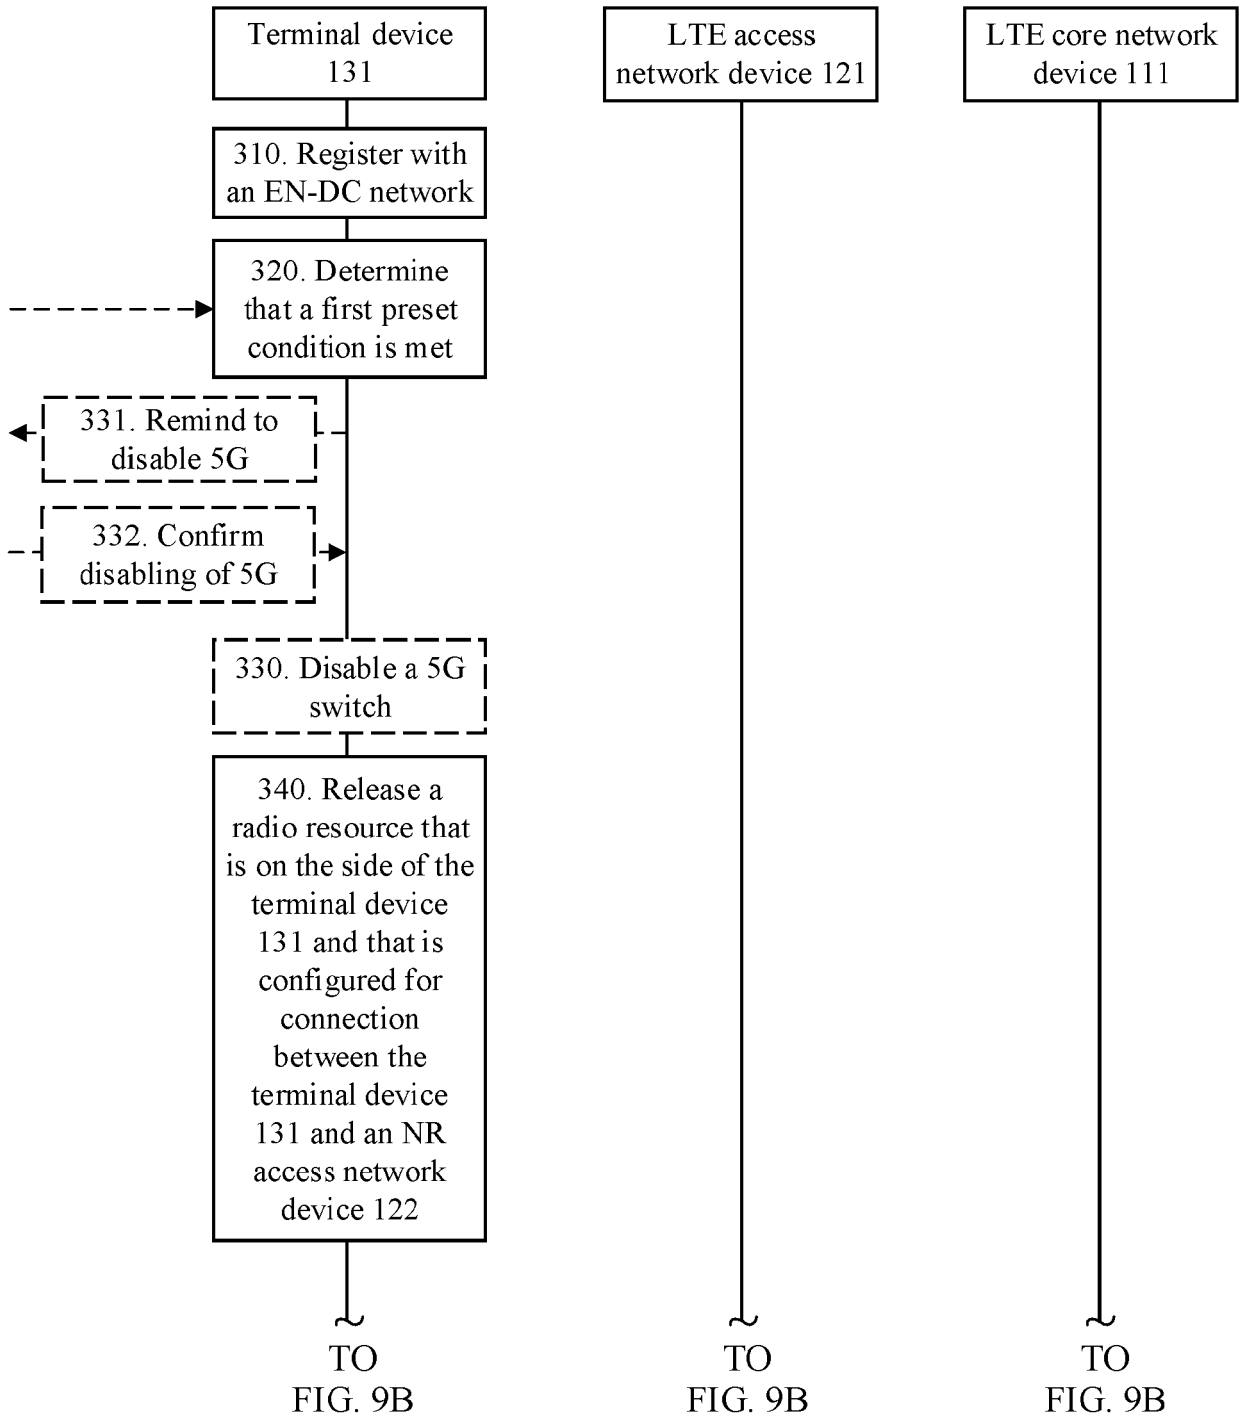 Terminal device
131
LTE access
network device 121
LTE core network
device 111
310. Register with
an EN-DC network
320. Determine
that a first preset
condition is met
331. Remind to
disable 5G
332. Confirm
disabling of 5G
330. Disable a 5G
switch
340. Release a
radio resource that
is on the side of the
terminal device
131 and that is
configured for
connection
between the
terminal device
131 and an NR
access network
device 122
TO
FIG. 9B
TO
FIG. 9B
TO
FIG. 9B